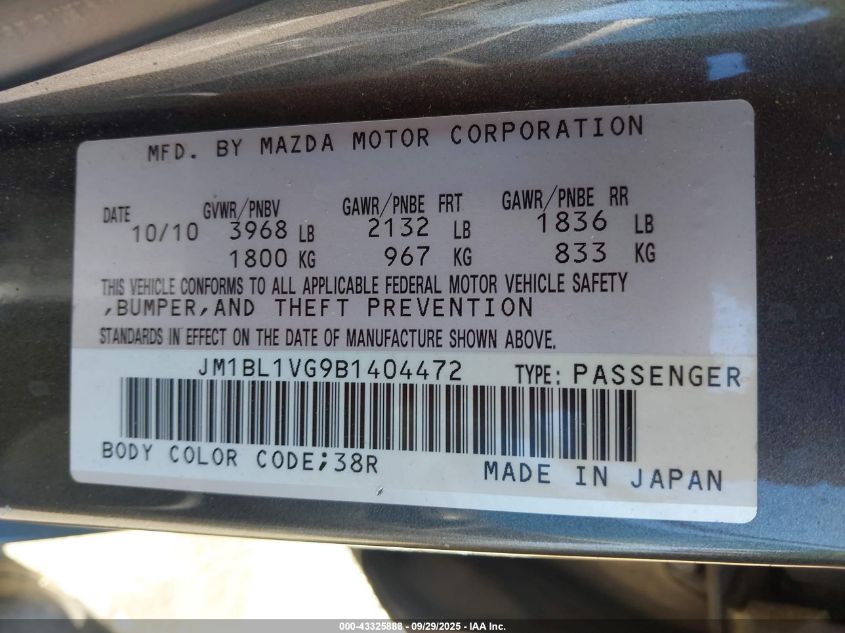 MFD. BY MAZDA MOTOR CORPORATION
DATE GVWR/PNBV GAWR/PNBE FRT GAWR/PNBE RR
10/10 3968 LB 2132 LB 1836 LB
1800 KG 967 KG 833 KG
THIS VEHICLE CONFORMS TO ALL APPLICABLE FEDERAL MOTOR VEHICLE SAFETY
,BUMPER,AND THEFT PREVENTION
STANDARDS IN EFFECT ON THE DATE OF MANUFACTURE SHOWN ABOVE.
JM1BL1VG9B1404472 TYPE: PASSENGER
BODY COLOR CODE;38R
MADE IN JAPAN
000-43325888 - 09/29/2025 - IAA Inc.